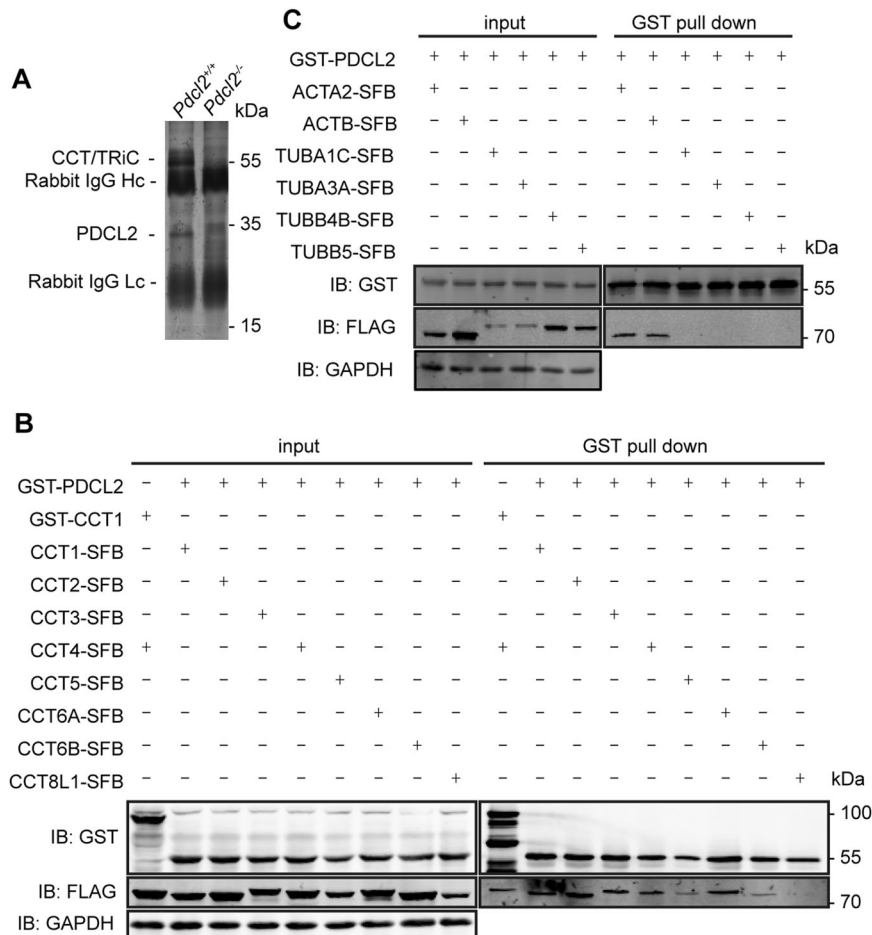 C
input GST pull down
GST-PDCL2 + + + + + + + + + + + +
ACTA2-SFB + – – – – – + – – – – –
ACTB-SFB – + – – – – – + – – – –
TUBA1C-SFB – – + – – – – – + – – –
TUBA3A-SFB – – – + – – – – – + – –
TUBB4B-SFB – – – – + – – – – – + –
TUBB5-SFB – – – – – + – – – – – + kDa
IB: GST - 55
IB: FLAG - 70
IB: GAPDH
A
Pdcl2+/+ Pdcl2-/-
kDa
CCT/TRiC - - 55
Rabbit IgG Hc -
PDCL2 - - 35
Rabbit IgG Lc -
- 15
B
input GST pull down
GST-PDCL2 – + + + + + + + + – + + + + + + + +
GST-CCT1 + – – – – – – – – + – – – – – – – –
CCT1-SFB – + – – – – – – – – + – – – – – – –
CCT2-SFB – – + – – – – – – – – + – – – – – –
CCT3-SFB – – – + – – – – – – – – + – – – – –
CCT4-SFB + – – – + – – – – + – – – + – – – –
CCT5-SFB – – – – – + – – – – – – – – + – – –
CCT6A-SFB – – – – – – + – – – – – – – – + – –
CCT6B-SFB – – – – – – – + – – – – – – – – + –
CCT8L1-SFB – – – – – – – – + – – – – – – – – + kDa
IB: GST - 100
- 55
IB: FLAG - 70
IB: GAPDH